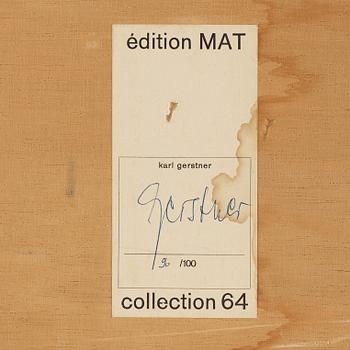 édition MAT
karl gerstner
Gerstner
/100
collection 64